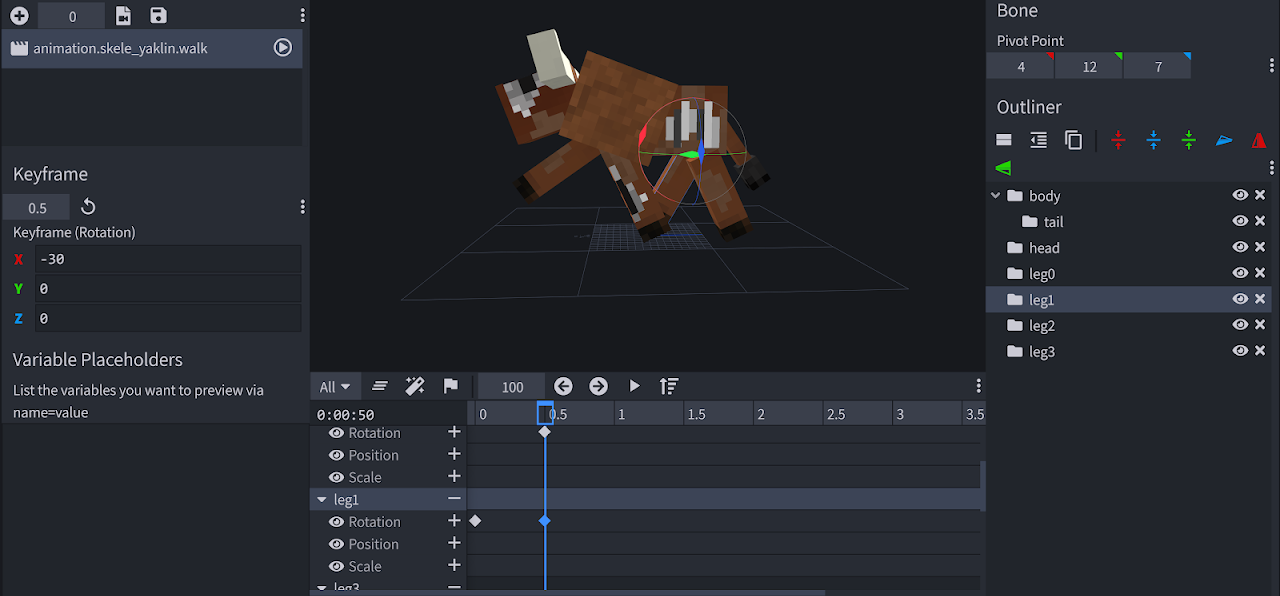 0
animation.skele_yaklin.walk
Keyframe
0.5
Keyframe (Rotation)
X -30
Y 0
Z 0
Variable Placeholders
List the variables you want to preview via
name=value
All
100
0:00:50
0 0.5 1 1.5 2 2.5 3 3.5
Rotation
Position
Scale
leg1
Rotation
Position
Scale
leg3
Bone
Pivot Point
4 12 7
Outliner
body
tail
head
leg0
leg1
leg2
leg3